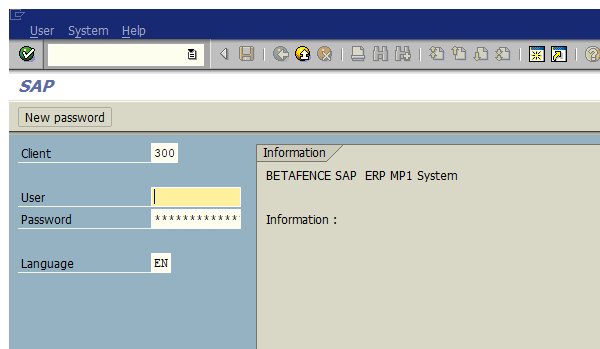 User System Help
SAP
New password
Client 300
Information
BETAFENCE SAP ERP MP1 System
User
Password ************
Information :
Language EN